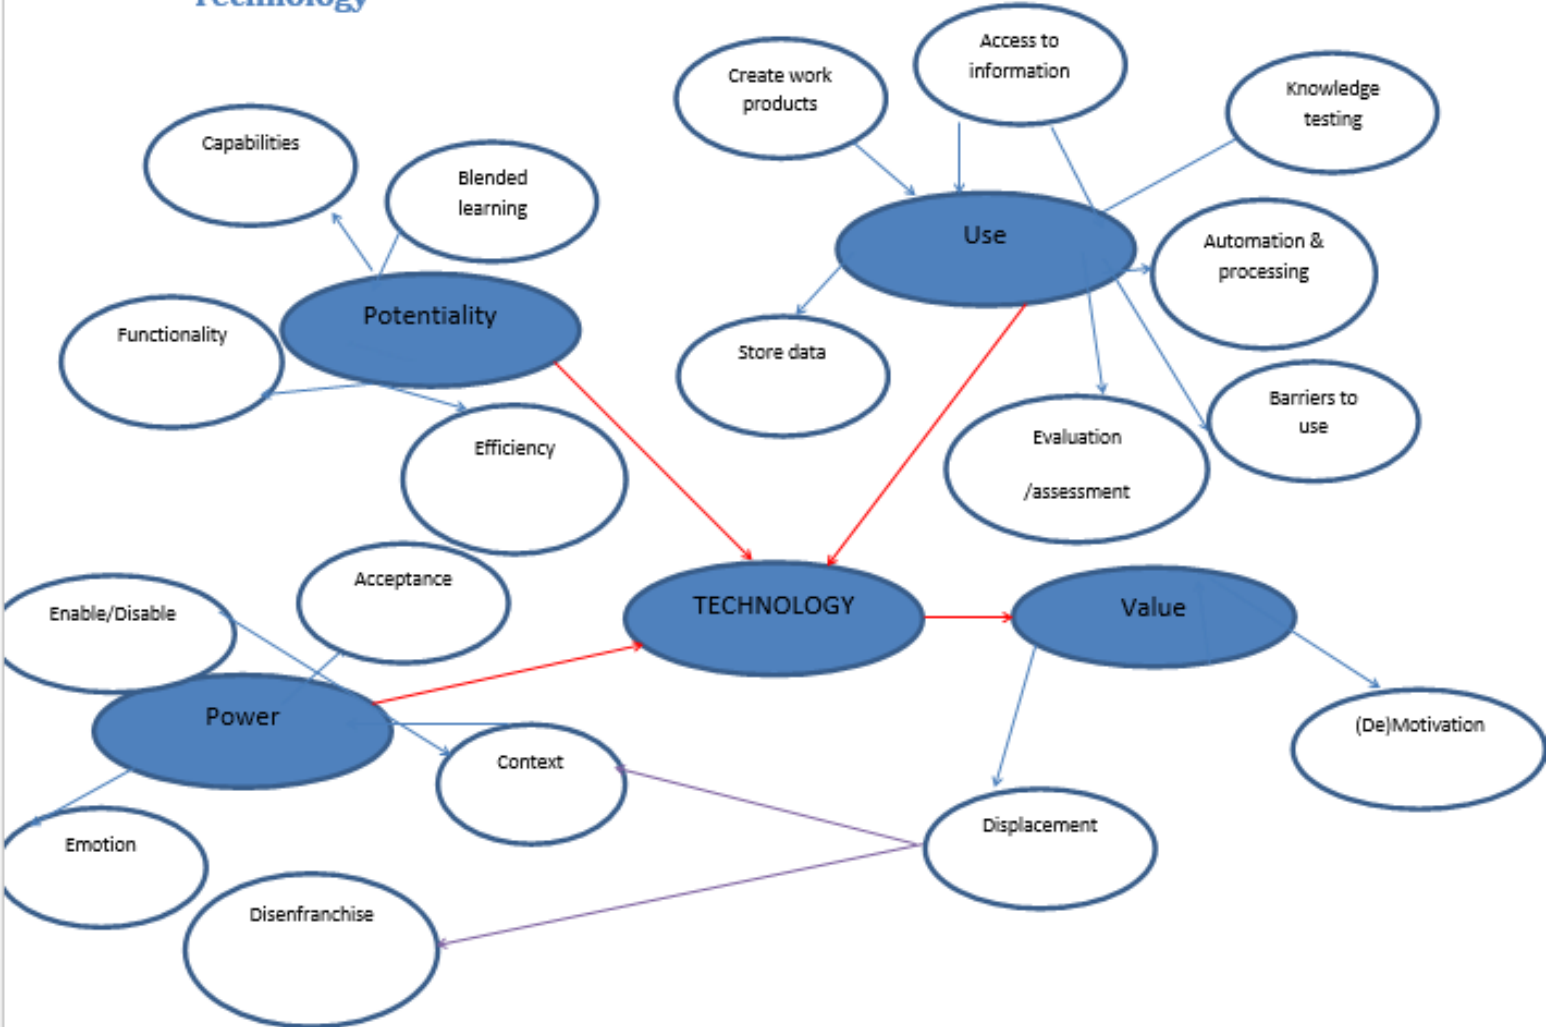 Technology
Access to
information
Create work
products
Knowledge
testing
Capabilities
Blended
learning
Use
Automation &
processing
Potentiality
Functionality
Store data
Barriers to
use
Efficiency
Evaluation
/assessment
Acceptance
Enable/Disable
TECHNOLOGY
Value
Power
(De)Motivation
Context
Displacement
Emotion
Disenfranchise